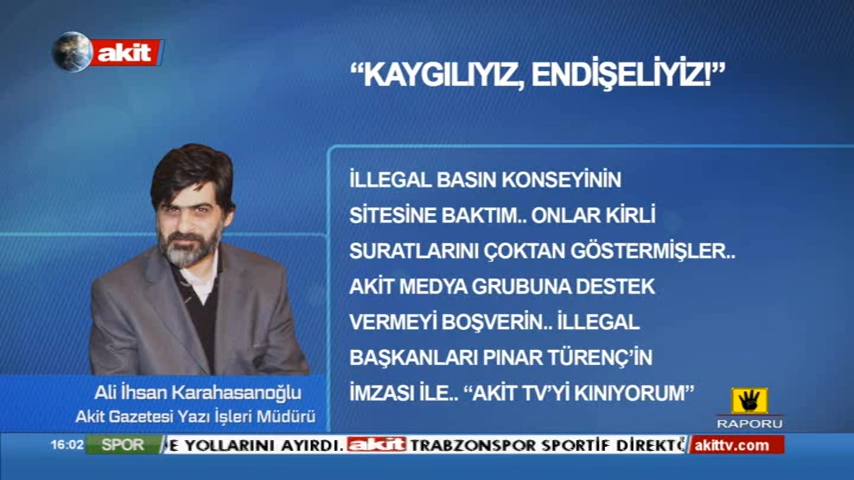 akit
“KAYGILIYIZ, ENDİŞELİYİZ!”
İLLEGAL BASIN KONSEYİNİN
SİTESİNE BAKTIM.. ONLAR KİRLİ
SURATLARINI ÇOKTAN GÖSTERMİŞLER..
AKİT MEDYA GRUBUNA DESTEK
VERMEYİ BOŞVERİN.. İLLEGAL
BAŞKANLARI PINAR TÜRENÇ’İN
İMZASI İLE.. “AKİT TV’Yİ KINIYORUM”
Ali İhsan Karahasanoğlu
Akit Gazetesi Yazı İşleri Müdürü
RAPORU
16:02 SPOR E YOLLARINI AYIRDI. akit TRABZONSPOR SPORTİF DİREKTÖ akittv.com